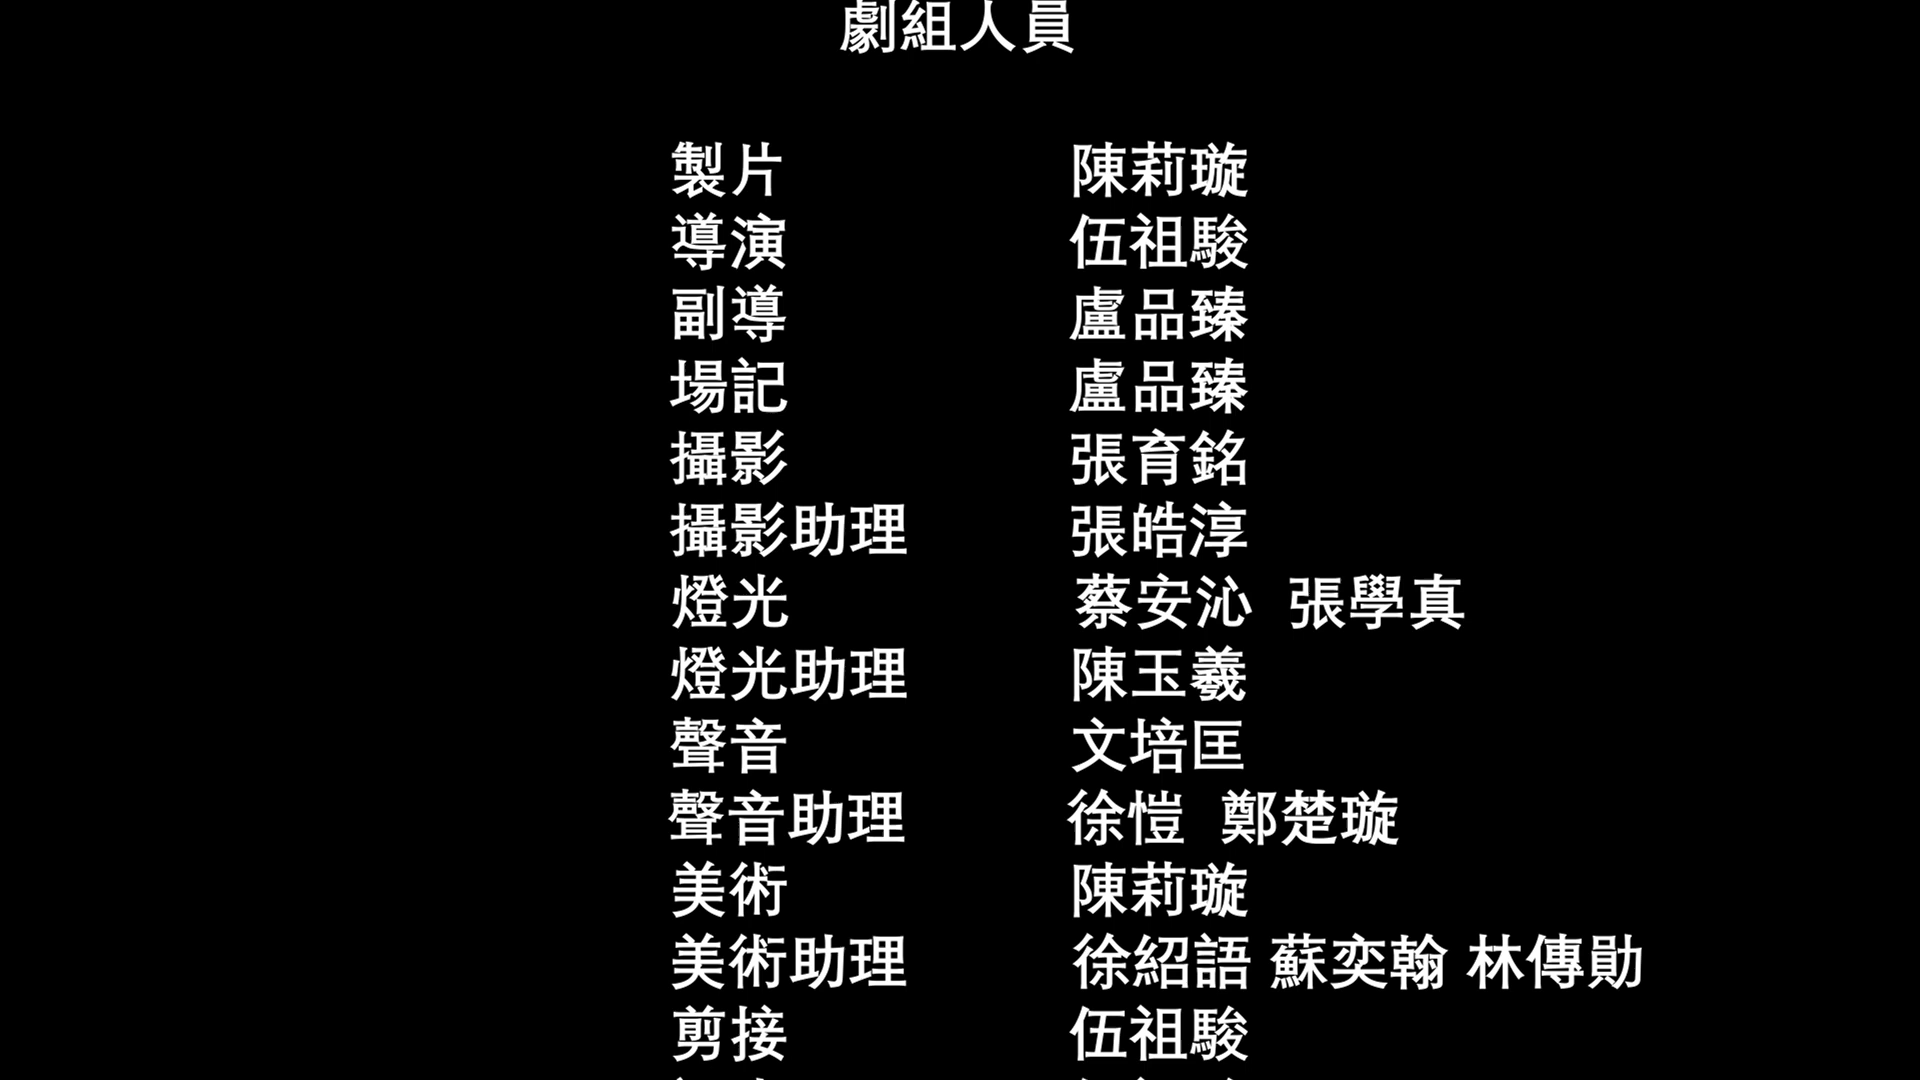 劇組人員
製片 陳莉璇
導演 伍祖駿
副導 盧品臻
場記 盧品臻
攝影 張育銘
攝影助理 張皓淳
燈光 蔡安沁 張學真
燈光助理 陳玉羲
聲音 文培匡
聲音助理 徐愷 鄭楚璇
美術 陳莉璇
美術助理 徐紹語 蘇奕翰 林傳勛
剪接 伍祖駿